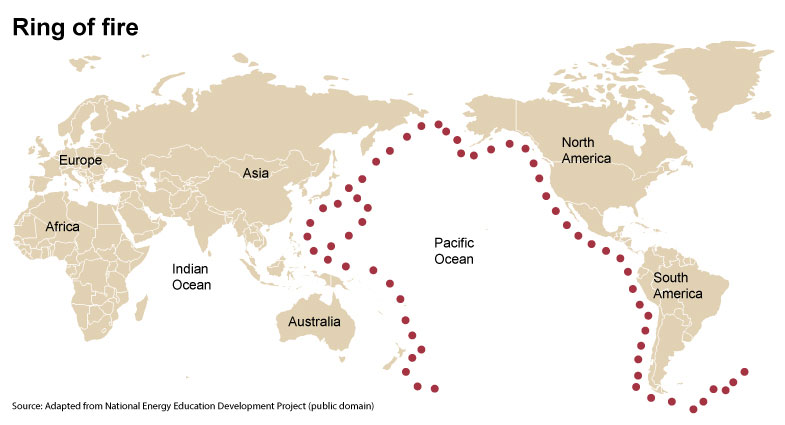 Ring of fire
Europe
Asia
North
America
Africa
Pacific
Ocean
Indian
Ocean
South
America
Australia
Source: Adapted from National Energy Education Development Project (public domain)